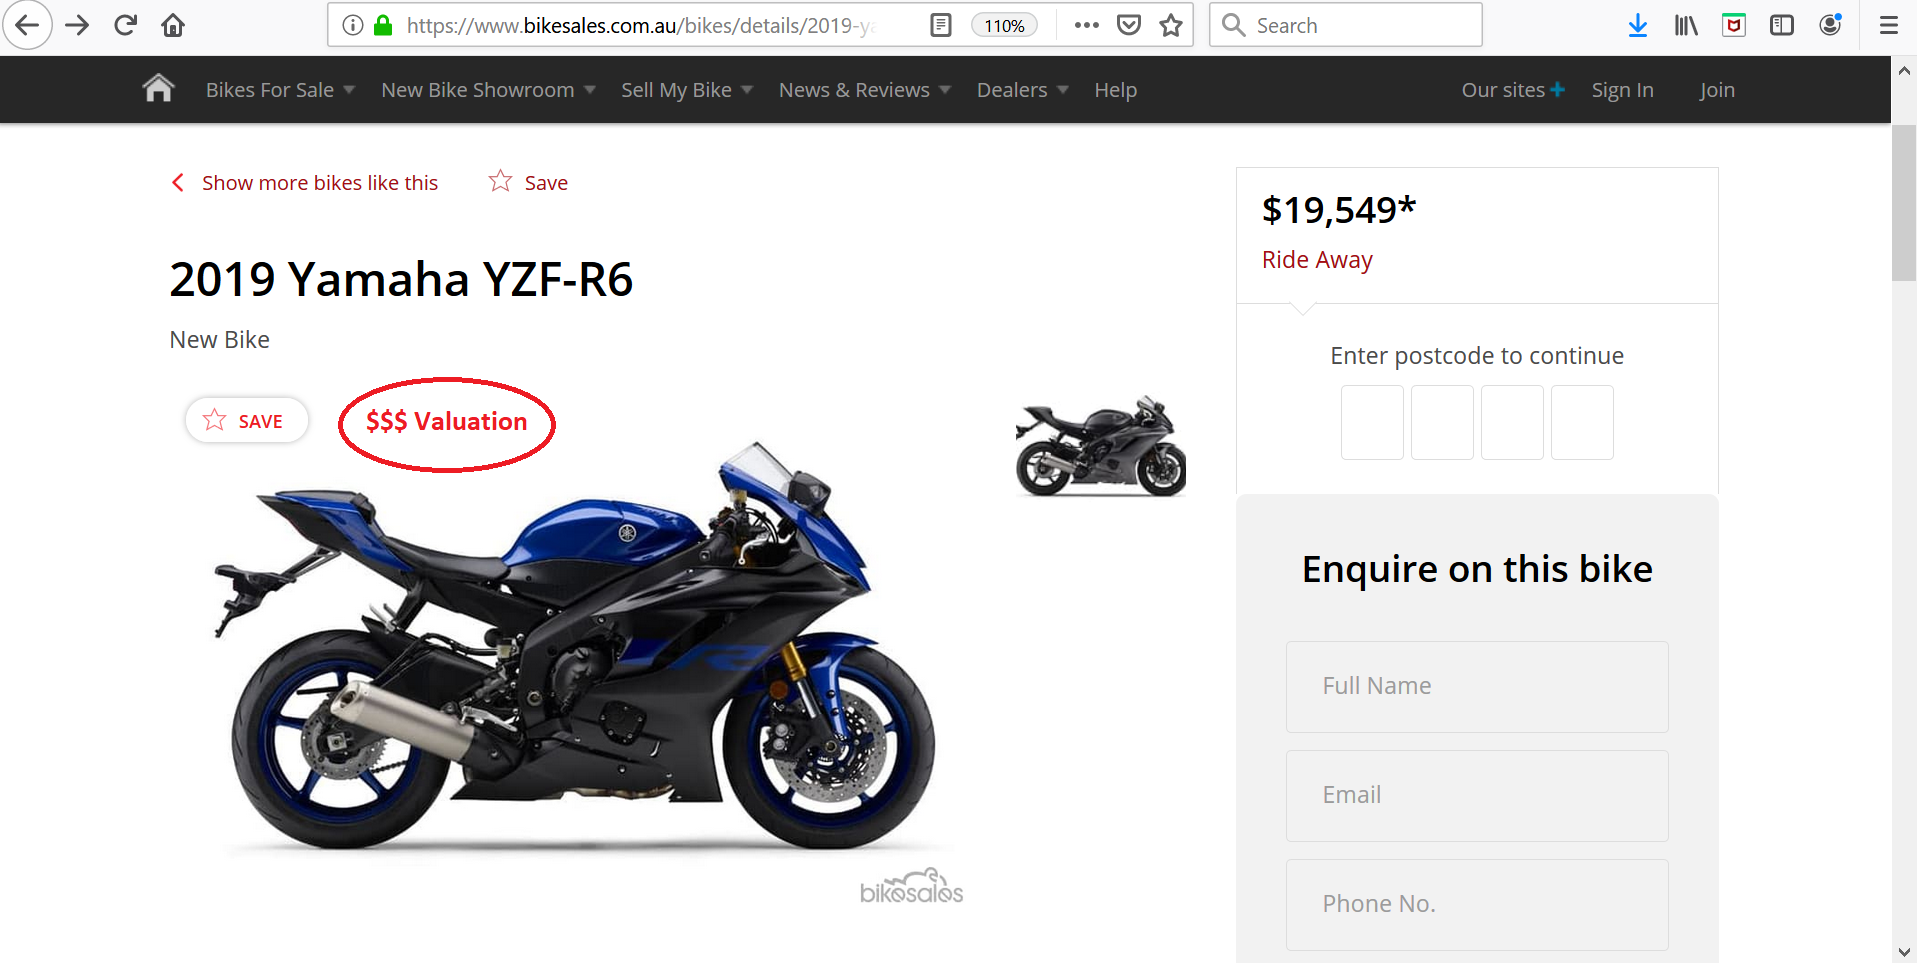 https://www.bikesales.com.au/bikes/details/2019-ya
110%
Search
Bikes For Sale
New Bike Showroom
Sell My Bike
News & Reviews
Dealers
Help
Our sites+
Sign In
Join
Show more bikes like this
Save
$19,549*
Ride Away
2019 Yamaha YZF-R6
New Bike
Enter postcode to continue
SAVE
$$$ Valuation
Enquire on this bike
Full Name
Email
Phone No.
R6
bikesales